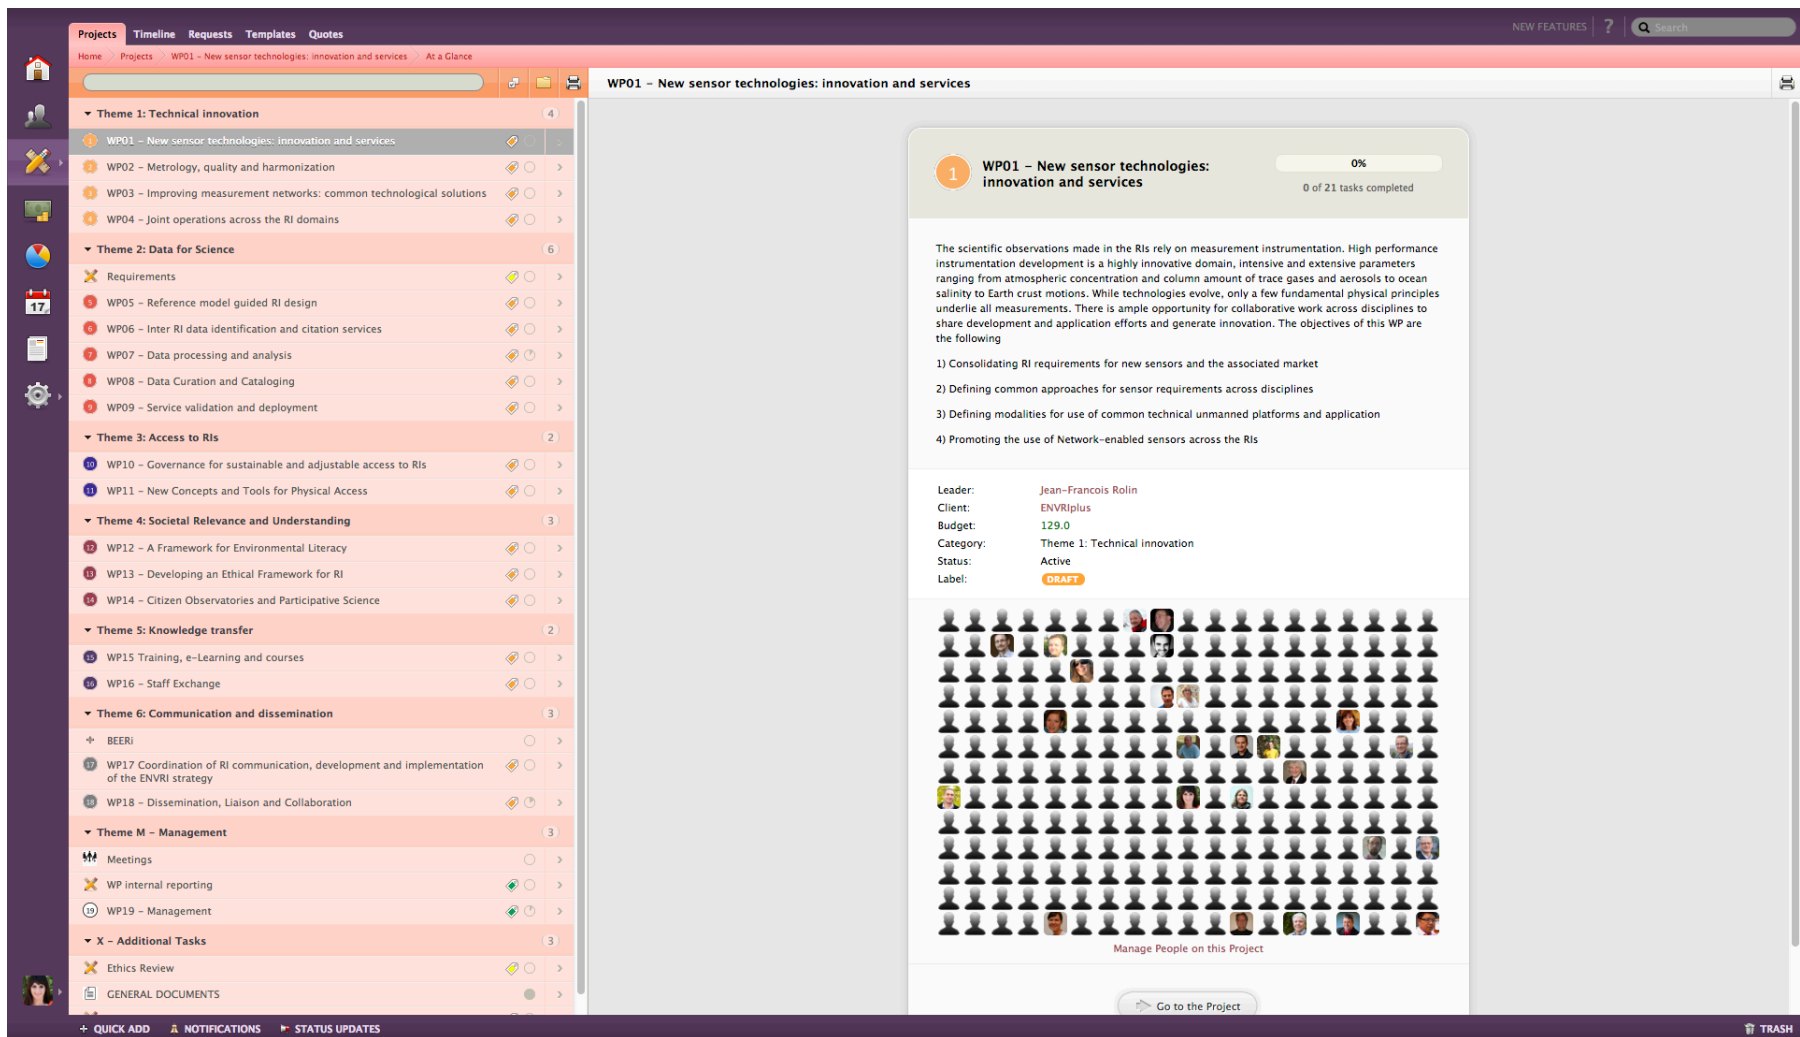 Projects Timeline Requests Templates Quotes
NEW FEATURES ? Search
Home Projects WP01 - New sensor technologies: innovation and services At a Glance
WP01 - New sensor technologies: innovation and services
Theme 1: Technical innovation 4
1 WP01 - New sensor technologies: innovation and services
WP02 - Metrology, quality and harmonization
WP03 - Improving measurement networks: common technological solutions
WP04 - Joint operations across the RI domains
Theme 2: Data for Science 6
Requirements
5 WP05 - Reference model guided RI design
6 WP06 - Inter RI data identification and citation services
7 WP07 - Data processing and analysis
8 WP08 - Data Curation and Cataloging
9 WP09 - Service validation and deployment
Theme 3: Access to RIs 2
10 WP10 - Governance for sustainable and adjustable access to RIs
11 WP11 - New Concepts and Tools for Physical Access
Theme 4: Societal Relevance and Understanding 3
12 WP12 - A Framework for Environmental Literacy
13 WP13 - Developing an Ethical Framework for RI
14 WP14 - Citizen Observatories and Participative Science
Theme 5: Knowledge transfer 2
15 WP15 Training, e-Learning and courses
16 WP16 - Staff Exchange
Theme 6: Communication and dissemination 3
BEERi
17 WP17 Coordination of RI communication, development and implementation
of the ENVRI strategy
18 WP18 - Dissemination, Liaison and Collaboration
Theme M - Management 3
Meetings
WP internal reporting
19 WP19 - Management
X - Additional Tasks 3
Ethics Review
GENERAL DOCUMENTS
17
1 WP01 - New sensor technologies:
innovation and services
0%
0 of 21 tasks completed
The scientific observations made in the RIs rely on measurement instrumentation. High performance
instrumentation development is a highly innovative domain, intensive and extensive parameters
ranging from atmospheric concentration and column amount of trace gases and aerosols to ocean
salinity to Earth crust motions. While technologies evolve, only a few fundamental physical principles
underlie all measurements. There is ample opportunity for collaborative work across disciplines to
share development and application efforts and generate innovation. The objectives of this WP are
the following
1) Consolidating RI requirements for new sensors and the associated market
2) Defining common approaches for sensor requirements across disciplines
3) Defining modalities for use of common technical unmanned platforms and application
4) Promoting the use of Network-enabled sensors across the RIs
Leader: Jean-Francois Rolin
Client: ENVRIplus
Budget: 129.0
Category: Theme 1: Technical innovation
Status: Active
Label: DRAFT
Manage People on this Project
Go to the Project
QUICK ADD NOTIFICATIONS STATUS UPDATES
TRASH